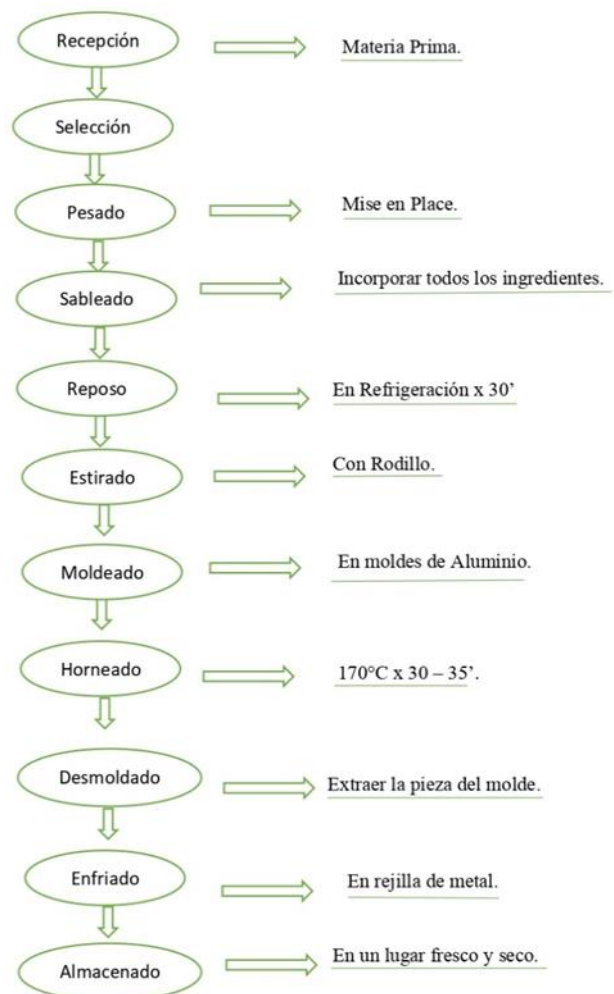 Recepción
Materia Prima.
Selección
Pesado
Mise en Place.
Sableado
Incorporar todos los ingredientes.
Reposo
En Refrigeración x 30’
Estirado
Con Rodillo.
Moldeado
En moldes de Aluminio.
Horneado
170°C x 30 – 35’.
Desmoldado
Extraer la pieza del molde.
Enfriado
En rejilla de metal.
Almacenado
En un lugar fresco y seco.